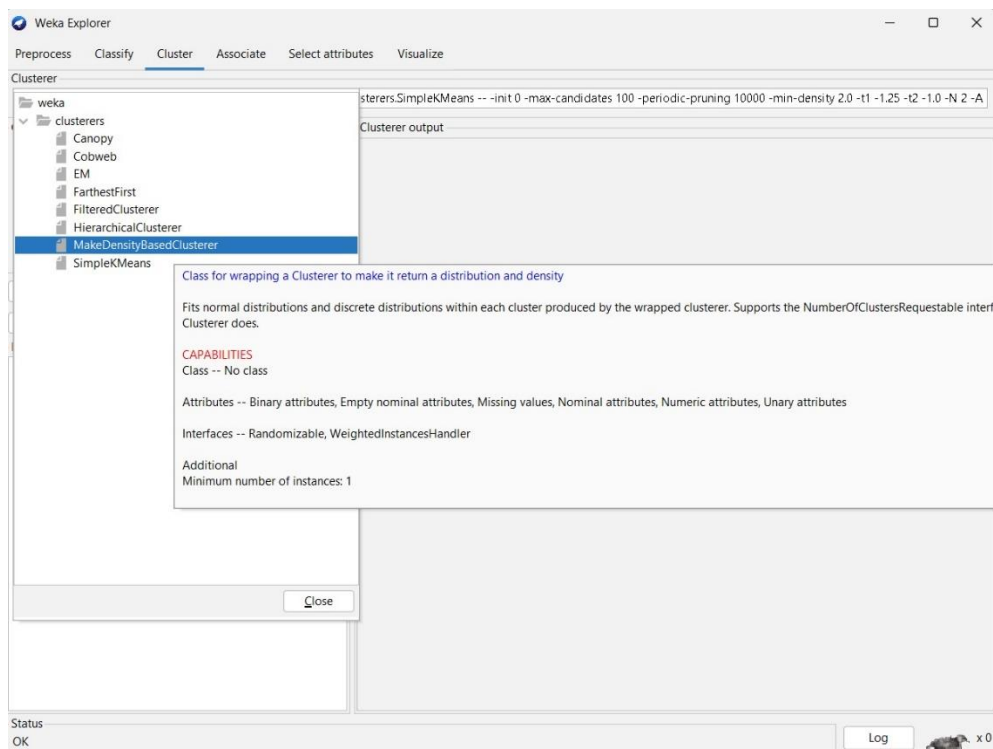 Weka Explorer
Preprocess Classify Cluster Associate Select attributes Visualize
Clusterer
sterers.SimpleKMeans -- -init 0 -max-candidates 100 -periodic-pruning 10000 -min-density 2.0 -t1 -1.25 -t2 -1.0 -N 2 -A
weka
clusterers
Canopy
Cobweb
EM
FarthestFirst
FilteredClusterer
HierarchicalClusterer
MakeDensityBasedClusterer
SimpleKMeans
Close
Clusterer output
Class for wrapping a Clusterer to make it return a distribution and density
Fits normal distributions and discrete distributions within each cluster produced by the wrapped clusterer. Supports the NumberOfClustersRequestable interf
Clusterer does.
CAPABILITIES
Class -- No class
Attributes -- Binary attributes, Empty nominal attributes, Missing values, Nominal attributes, Numeric attributes, Unary attributes
Interfaces -- Randomizable, WeightedInstancesHandler
Additional
Minimum number of instances: 1
Status
OK
Log
x 0